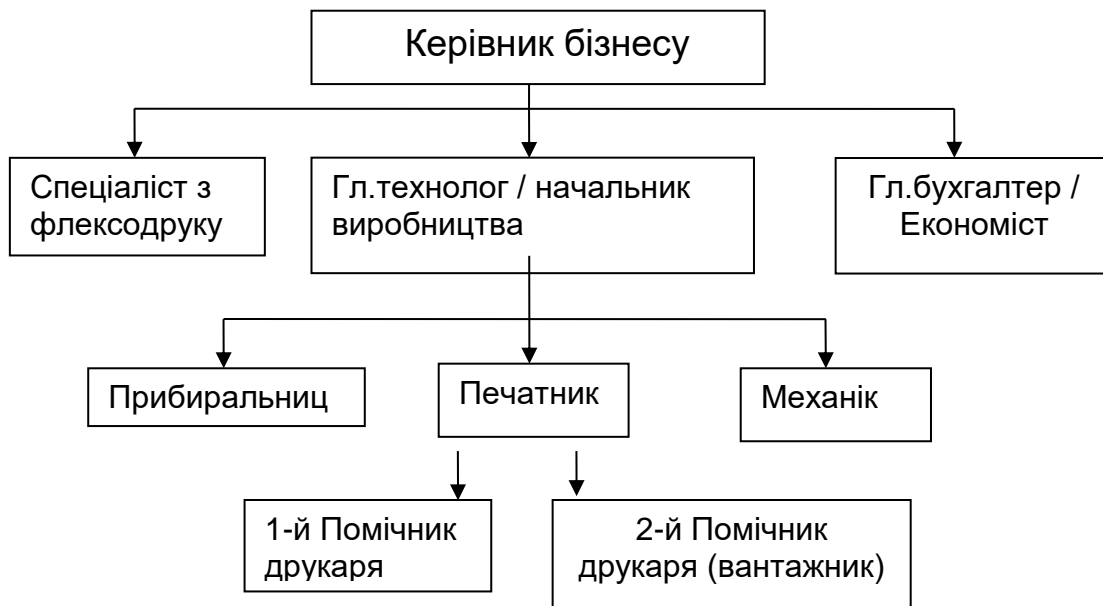 Керівник бізнесу
Спеціаліст з
флексодруку
Гл.технолог / начальник
виробництва
Гл.бухгалтер /
Економіст
Прибиральниц
Печатник
Механік
1-й Помічник
друкаря
2-й Помічник
друкаря (вантажник)